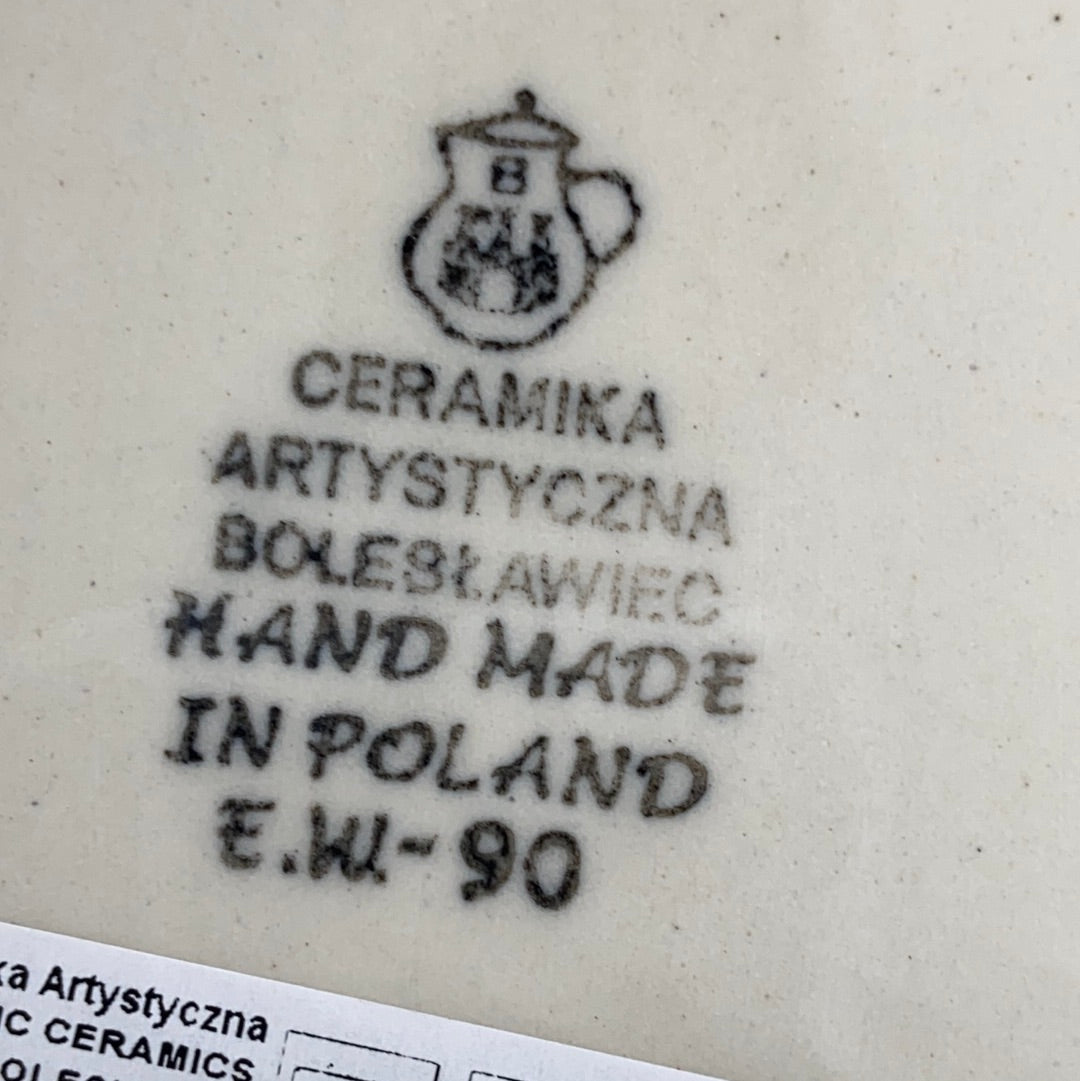 B
CERAMIKA
ARTYSTYCZNA
BOLESŁAWIEC
HAND MADE
IN POLAND
E.W.-90
Artystyczna
CERAMICS